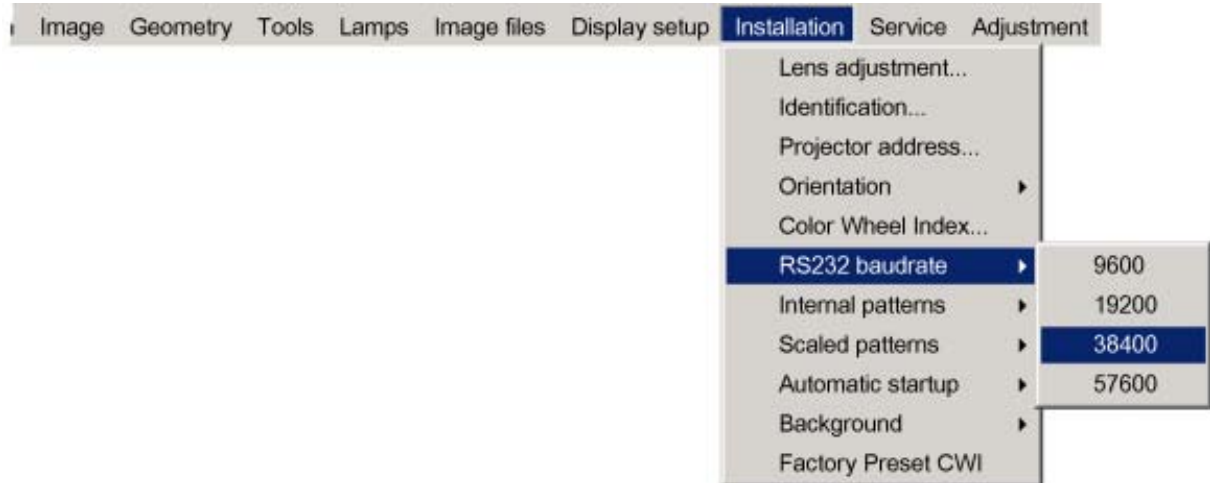 Image Geometry Tools Lamps Image files Display setup Installation Service Adjustment
Lens adjustment...
Identification...
Projector address...
Orientation
Color Wheel Index...
RS232 baudrate
9600
Internal patterns
19200
Scaled patterns
38400
Automatic startup
57600
Background
Factory Preset CWI